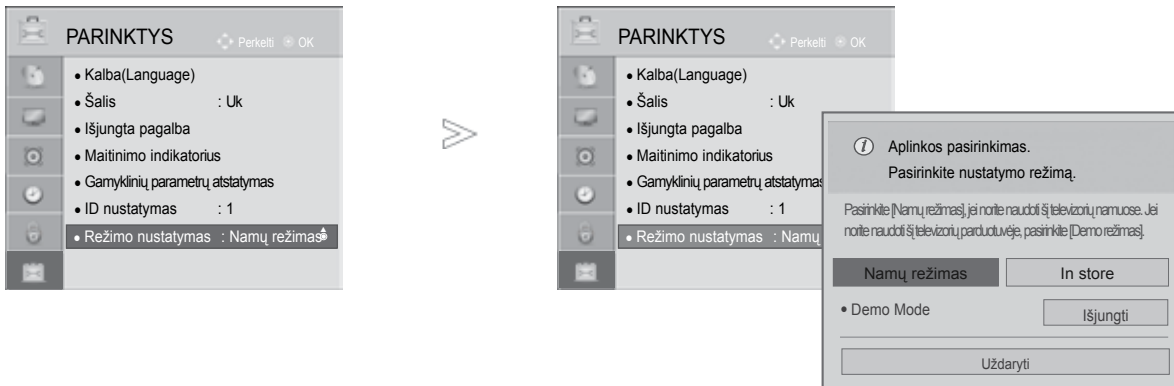 PARINKTYS
Perkelti OK
• Kalba(Language)
• Šalis : Uk
• Išjungta pagalba
• Maitinimo indikatorius
• Gamyklinių parametrų atstatymas
• ID nustatymas : 1
• Režimo nustatymas : Namų režimas
PARINKTYS
Perkelti OK
• Kalba(Language)
• Šalis : Uk
• Išjungta pagalba
• Maitinimo indikatorius
• Gamyklinių parametrų atstatymas
• ID nustatymas : 1
• Režimo nustatymas : Namų
Aplinkos pasirinkimas.
Pasirinkite nustatymo režimą.
Pasirinkite [Namų režimas], jei norite naudoti šį televizorių namuose. Jei
norite naudoti šį televizorių parduotuvėje, pasirinkite [Demo režimas].
Namų režimas In store
• Demo Mode Išjungti
Uždaryti